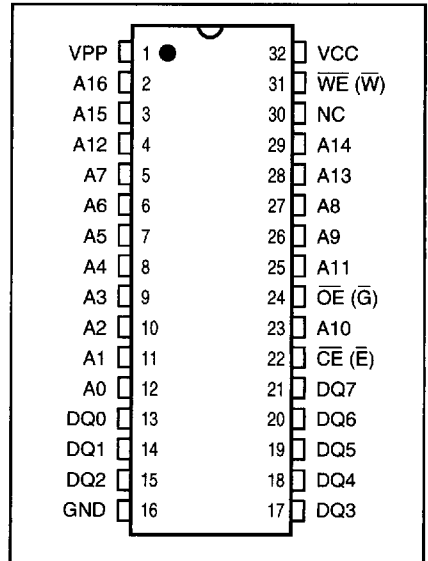 VPP 1 32 VCC
A16 2 31 W̅E̅ (W̅)
A15 3 30 NC
A12 4 29 A14
A7 5 28 A13
A6 6 27 A8
A5 7 26 A9
A4 8 25 A11
A3 9 24 O̅E̅ (G̅)
A2 10 23 A10
A1 11 22 C̅E̅ (E̅)
A0 12 21 DQ7
DQ0 13 20 DQ6
DQ1 14 19 DQ5
DQ2 15 18 DQ4
GND 16 17 DQ3